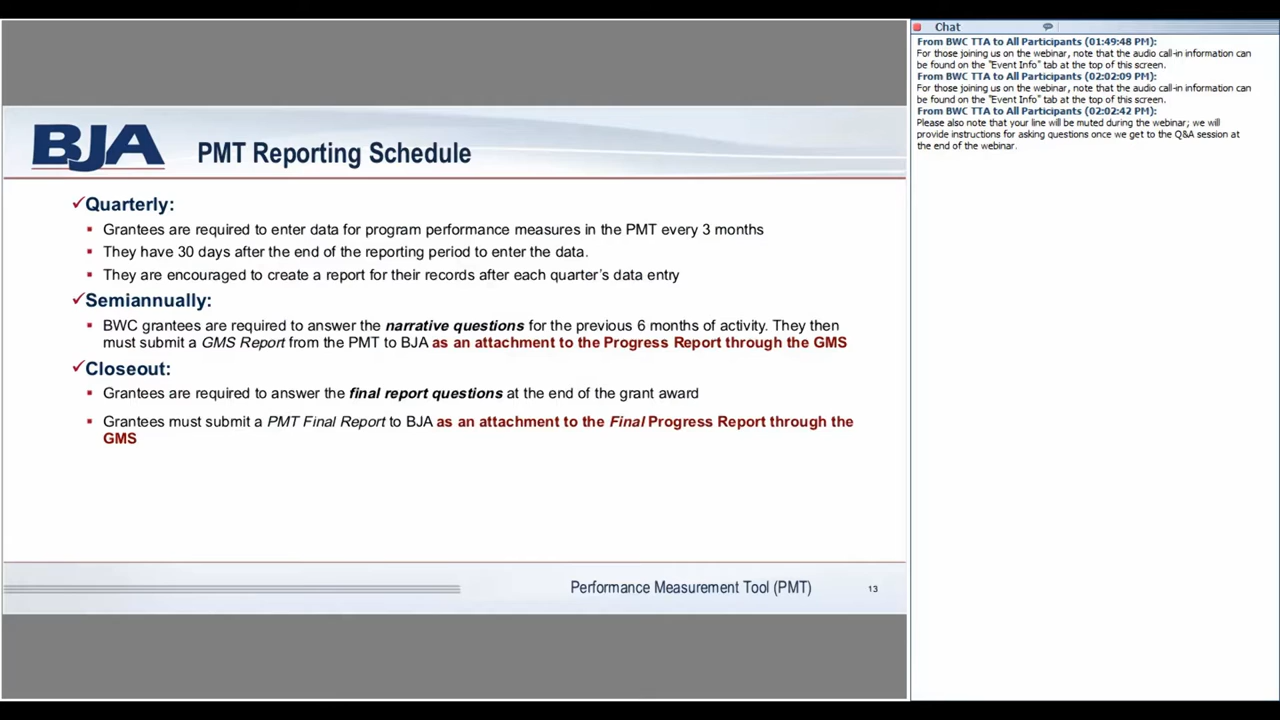 BJA
PMT Reporting Schedule
✓Quarterly:
▪ Grantees are required to enter data for program performance measures in the PMT every 3 months
▪ They have 30 days after the end of the reporting period to enter the data.
▪ They are encouraged to create a report for their records after each quarter's data entry
✓Semiannually:
▪ BWC grantees are required to answer the narrative questions for the previous 6 months of activity. They then
must submit a GMS Report from the PMT to BJA as an attachment to the Progress Report through the GMS
✓Closeout:
▪ Grantees are required to answer the final report questions at the end of the grant award
▪ Grantees must submit a PMT Final Report to BJA as an attachment to the Final Progress Report through the
GMS
Performance Measurement Tool (PMT)
13
Chat
From BWC TTA to All Participants (01:49:48 PM):
For those joining us on the webinar, note that the audio call-in information can
be found on the "Event Info" tab at the top of this screen.
From BWC TTA to All Participants (02:02:09 PM):
For those joining us on the webinar, note that the audio call-in information can
be found on the "Event Info" tab at the top of this screen.
From BWC TTA to All Participants (02:02:42 PM):
Please also note that your line will be muted during the webinar; we will
provide instructions for asking questions once we get to the Q&A session at
the end of the webinar.